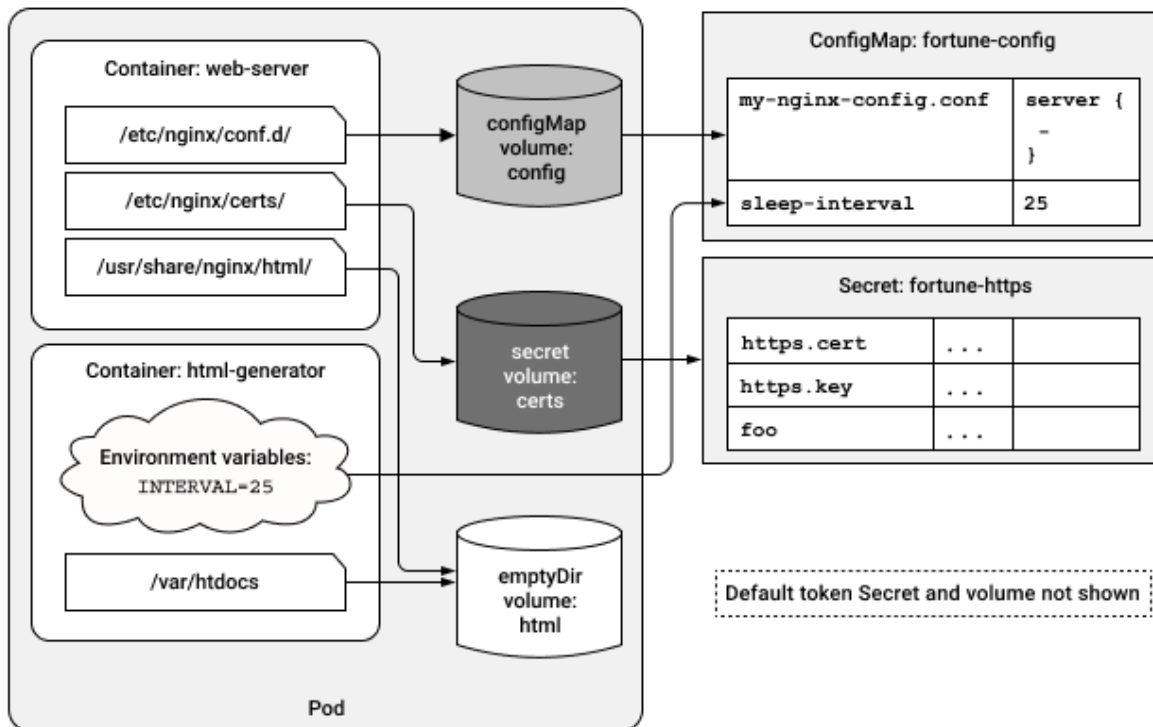 Container: web-server
/etc/nginx/conf.d/
/etc/nginx/certs/
/usr/share/nginx/html/
Container: html-generator
Environment variables:
INTERVAL=25
/var/htdocs
configMap
volume:
config
secret
volume:
certs
emptyDir
volume:
html
Pod
ConfigMap: fortune-config
my-nginx-config.conf
server {
-
}
sleep-interval
25
Secret: fortune-https
https.cert
...
https.key
...
foo
...
Default token Secret and volume not shown